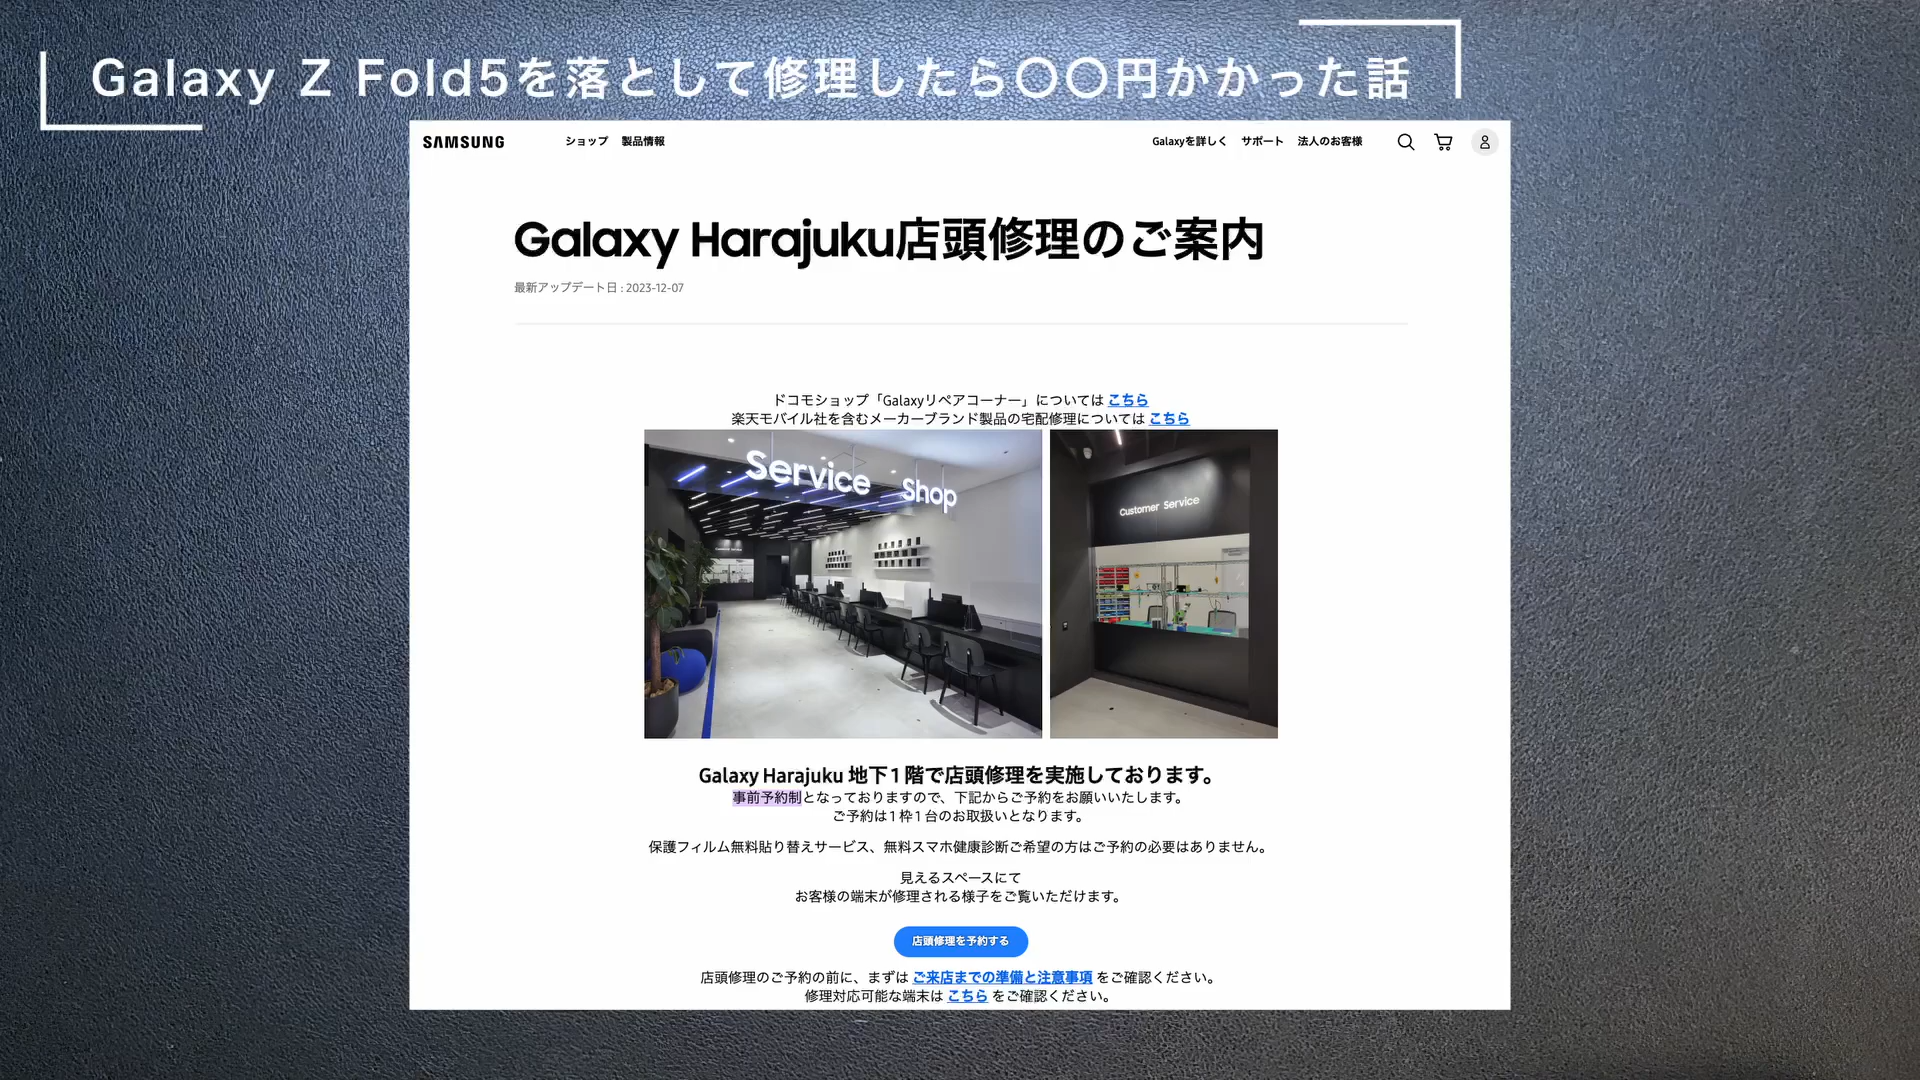 Galaxy Z Fold5を落として修理したら〇〇円かかった話
SAMSUNG ショップ 製品情報 Galaxyを詳しく サポート 法人のお客様
Galaxy Harajuku店頭修理のご案内
最新アップデート日 : 2023-12-07
ドコモショップ「Galaxyリペアコーナー」については こちら
楽天モバイル社を含むメーカーブランド製品の宅配修理については こちら
Service Shop
Customer Service
Galaxy Harajuku 地下1階で店頭修理を実施しております。
事前予約制となっておりますので、下記からご予約をお願いいたします。
ご予約は1枠1台のお取扱いとなります。
保護フィルム無料貼り替えサービス、無料スマホ健康診断ご希望の方はご予約の必要はありません。
見えるスペースにて
お客様の端末が修理される様子をご覧いただけます。
店頭修理を予約する
店頭修理のご予約の前に、まずは ご来店までの準備と注意事項 をご確認ください。
修理対応可能な端末は こちら をご確認ください。